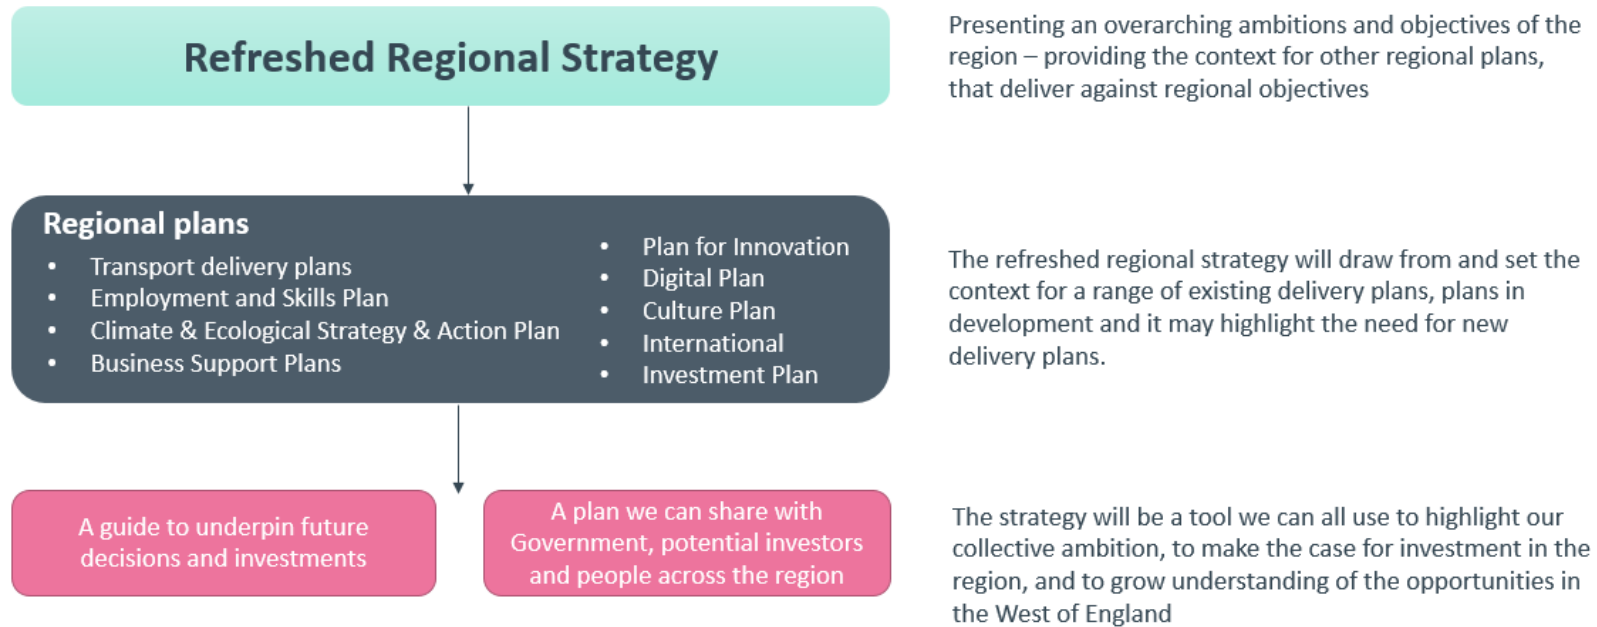 Refreshed Regional Strategy
Presenting an overarching ambitions and objectives of the
region – providing the context for other regional plans,
that deliver against regional objectives
Regional plans
• Transport delivery plans
• Employment and Skills Plan
• Climate & Ecological Strategy & Action Plan
• Business Support Plans
• Plan for Innovation
• Digital Plan
• Culture Plan
• International
• Investment Plan
The refreshed regional strategy will draw from and set the
context for a range of existing delivery plans, plans in
development and it may highlight the need for new
delivery plans.
A guide to underpin future
decisions and investments
A plan we can share with
Government, potential investors
and people across the region
The strategy will be a tool we can all use to highlight our
collective ambition, to make the case for investment in the
region, and to grow understanding of the opportunities in
the West of England